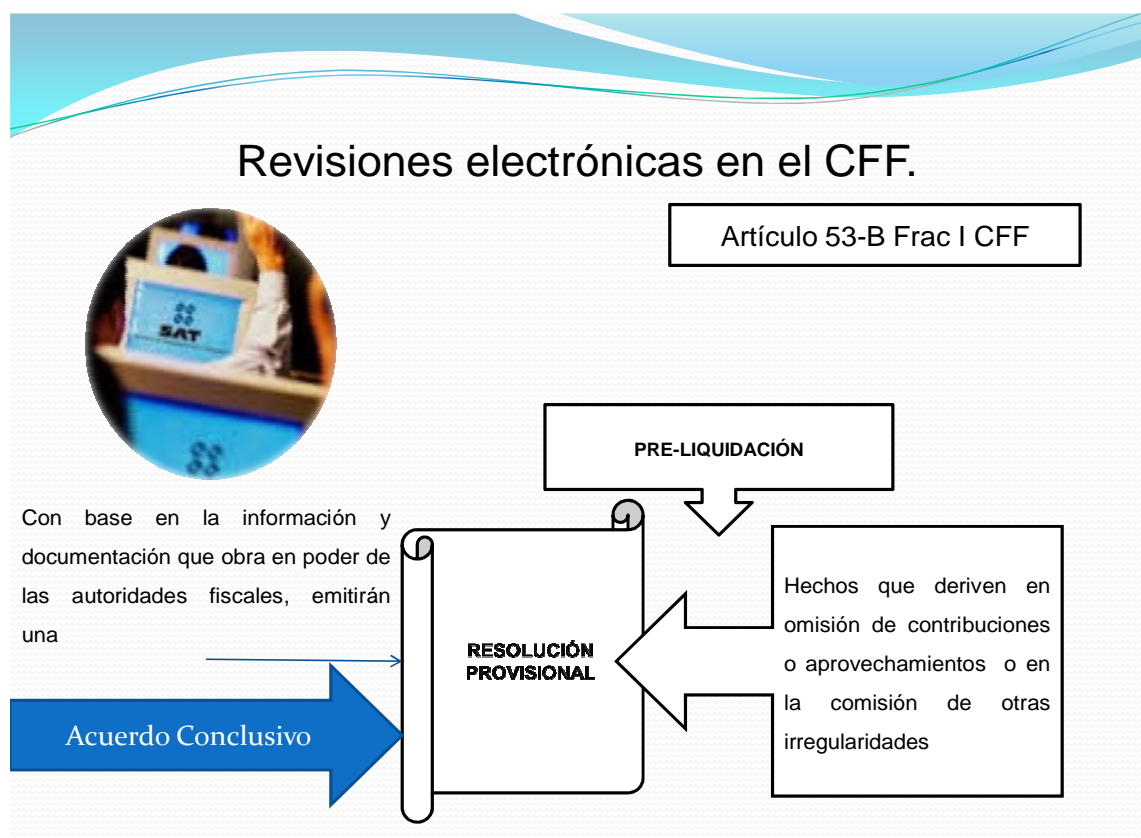 Revisiones electrónicas en el CFF.
Artículo 53-B Frac I CFF
SAT
PRE-LIQUIDACIÓN
Con base en la información y
documentación que obra en poder de
las autoridades fiscales, emitirán
una
RESOLUCIÓN
PROVISIONAL
Hechos que deriven en
omisión de contribuciones
o aprovechamientos o en
la comisión de otras
irregularidades
Acuerdo Conclusivo